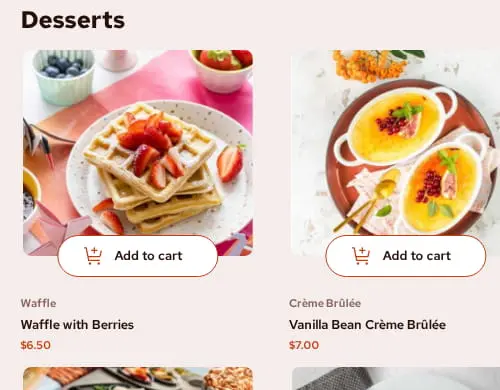 Desserts
Add to cart
Add to cart
Waffle
Crème Brûlée
Waffle with Berries
Vanilla Bean Crème Brûlée
$6.50
$7.00